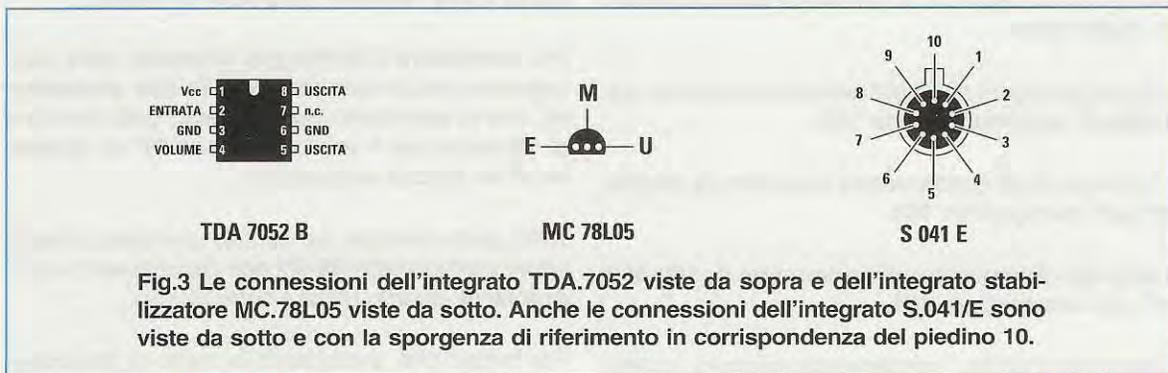 Vcc 1 8 USCITA
ENTRATA 2 7 n.c.
GND 3 6 GND
VOLUME 4 5 USCITA
TDA 7052 B
M
E U
MC 78L05
10
9 1
8 2
7 3
6 4
5
S 041 E
Fig.3 Le connessioni dell'integrato TDA.7052 viste da sopra e dell'integrato stabi-
lizzatore MC.78L05 viste da sotto. Anche le connessioni dell'integrato S.041/E sono
viste da sotto e con la sporgenza di riferimento in corrispondenza del piedino 10.